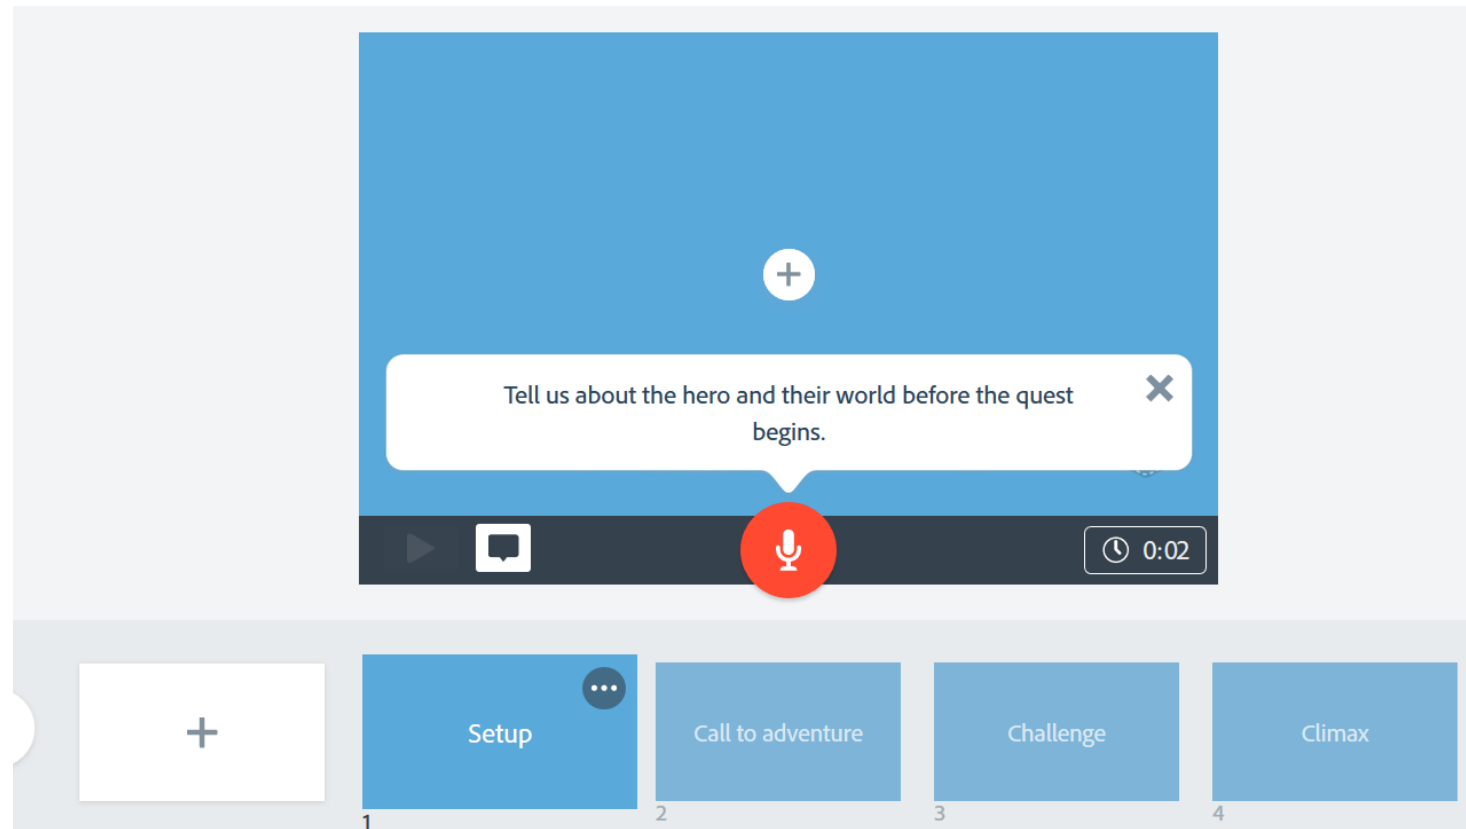 Tell us about the hero and their world before the quest
begins.
0:02
Setup
Call to adventure
Challenge
Climax
1
2
3
4